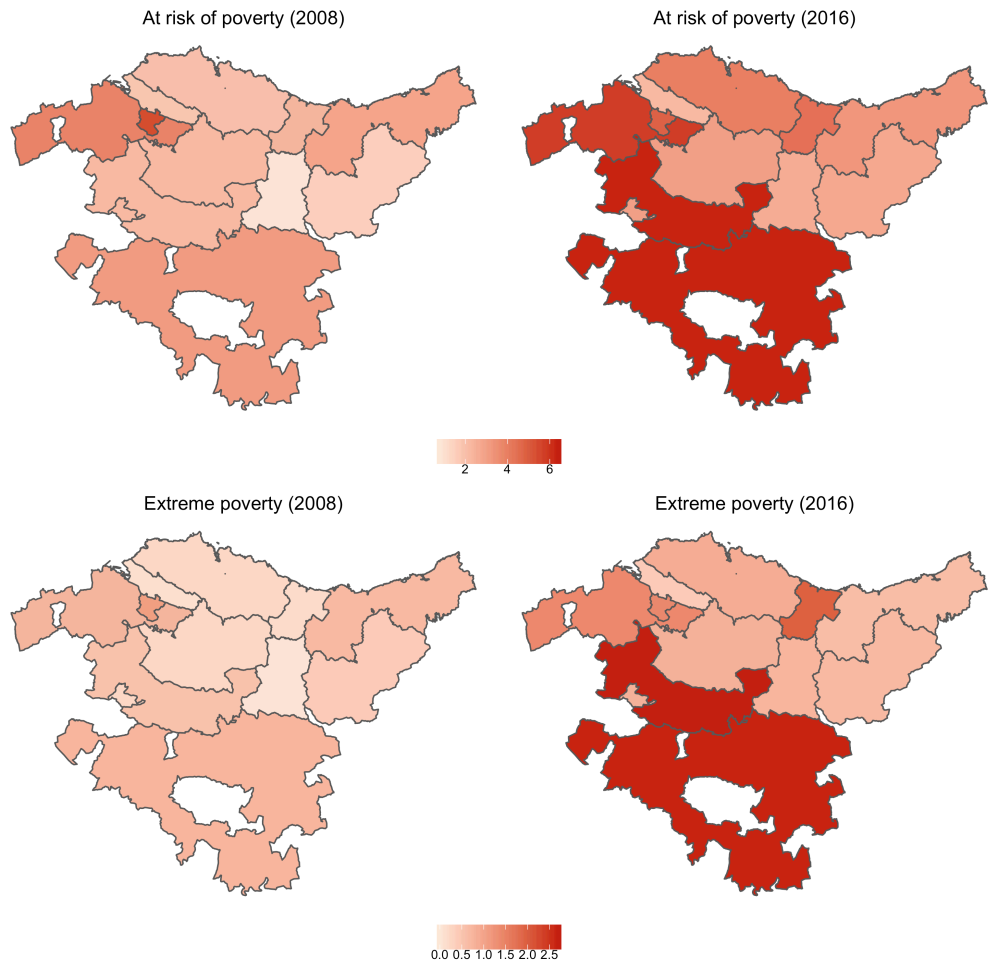 At risk of poverty (2008)
At risk of poverty (2016)
2 4 6
Extreme poverty (2008)
Extreme poverty (2016)
0.0 0.5 1.0 1.5 2.0 2.5